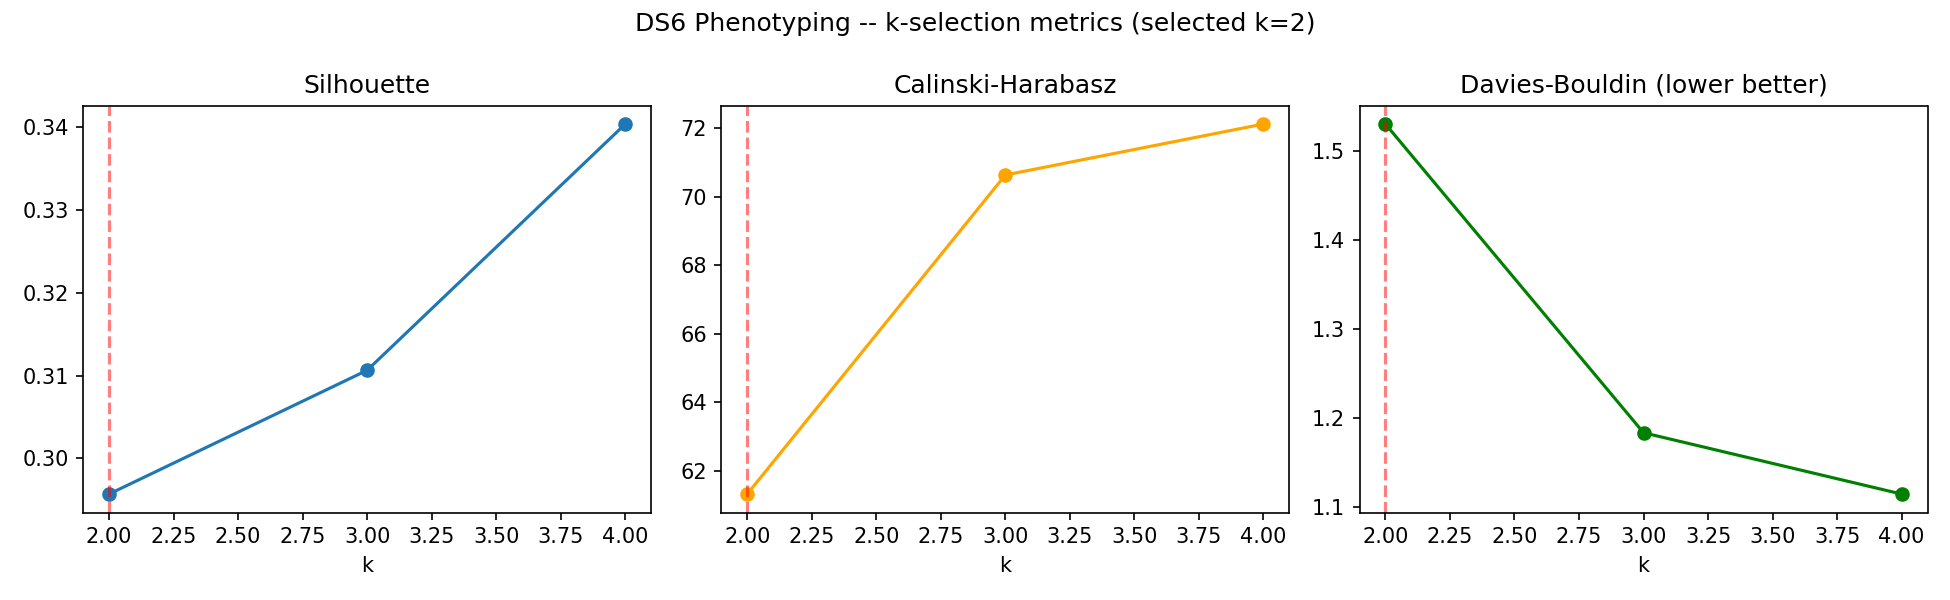 DS6 Phenotyping -- k-selection metrics (selected k=2)
Silhouette
0.34
0.33
0.32
0.31
0.30
2.00 2.25 2.50 2.75 3.00 3.25 3.50 3.75 4.00
k
Calinski-Harabasz
72
70
68
66
64
62
2.00 2.25 2.50 2.75 3.00 3.25 3.50 3.75 4.00
k
Davies-Bouldin (lower better)
1.5
1.4
1.3
1.2
1.1
2.00 2.25 2.50 2.75 3.00 3.25 3.50 3.75 4.00
k